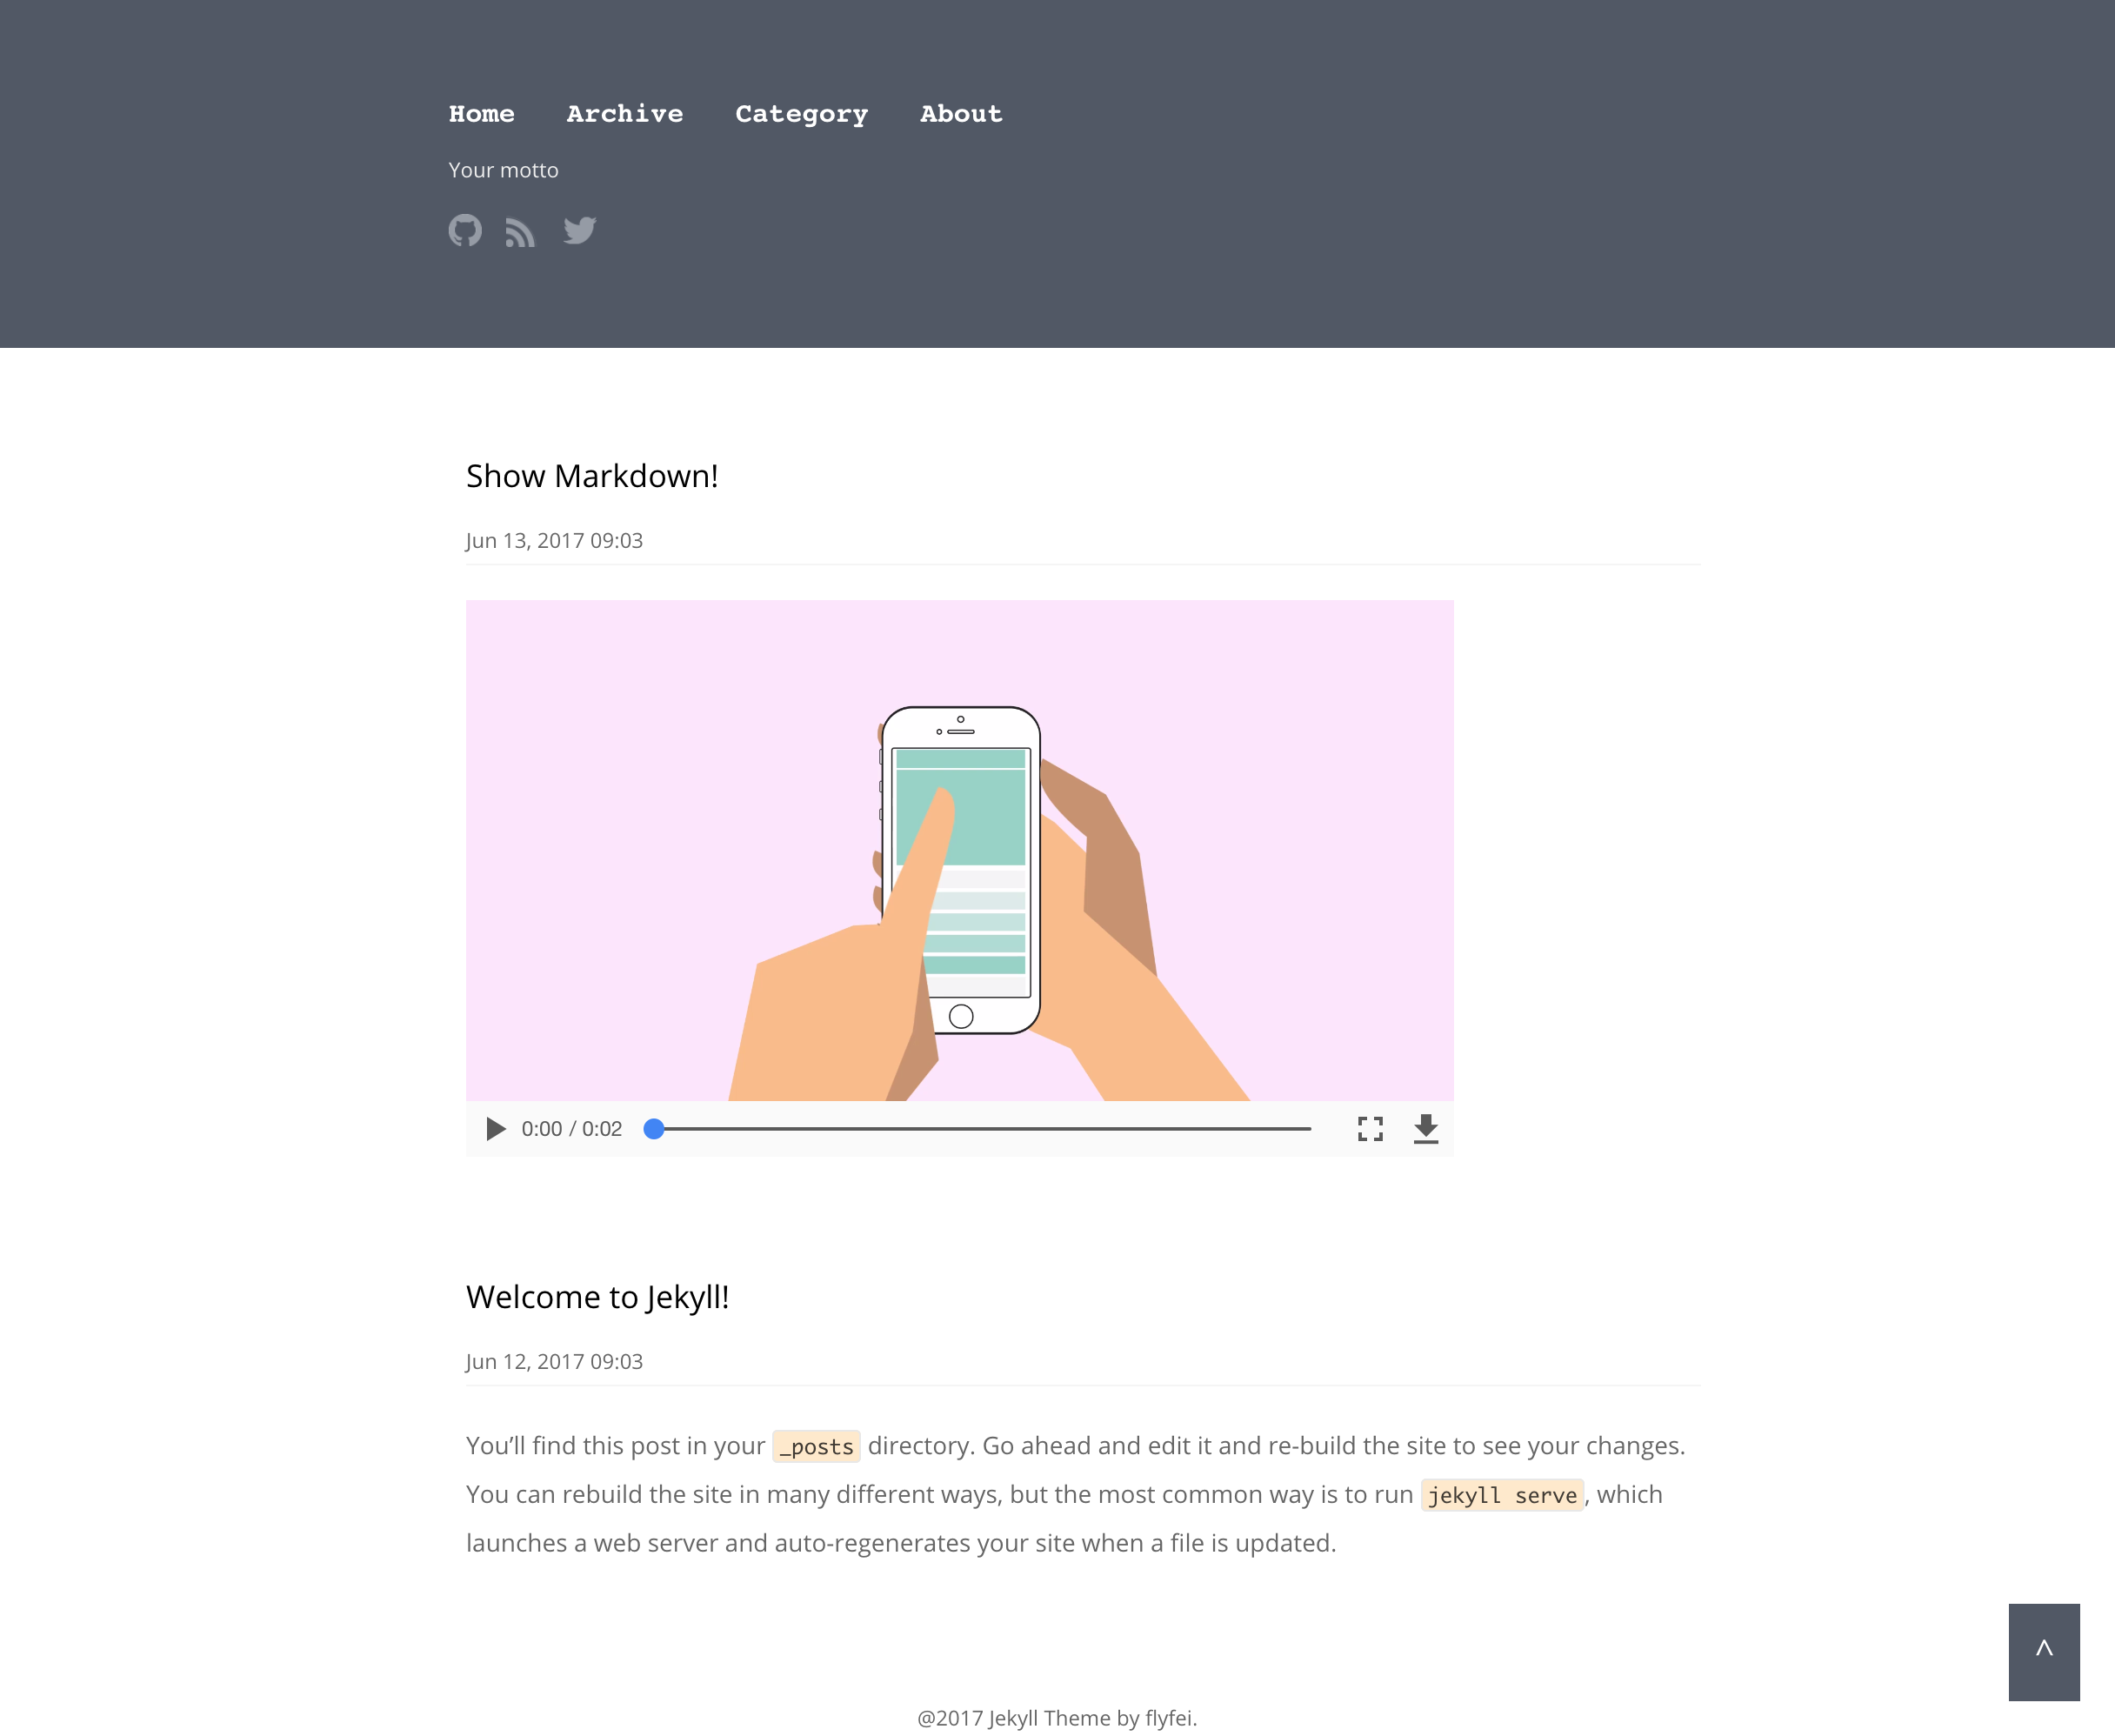 Home Archive Category About
Your motto
Show Markdown!
Jun 13, 2017 09:03
0:00 / 0:02
Welcome to Jekyll!
Jun 12, 2017 09:03
You’ll find this post in your _posts directory. Go ahead and edit it and re-build the site to see your changes.
You can rebuild the site in many different ways, but the most common way is to run jekyll serve, which
launches a web server and auto-regenerates your site when a file is updated.
^
@2017 Jekyll Theme by flyfei.